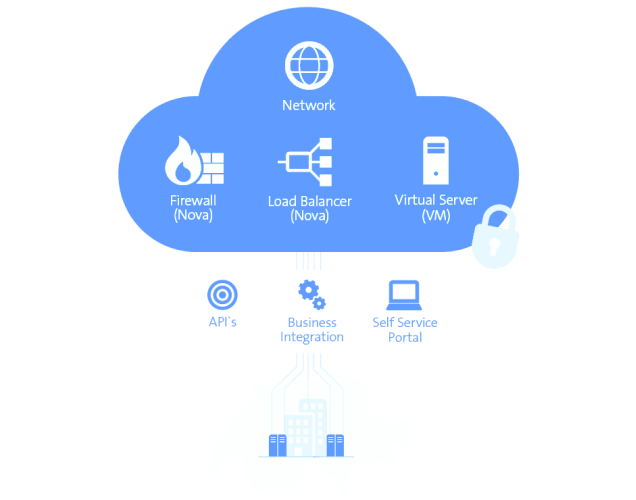 Network
Firewall
(Nova)
Load Balancer
(Nova)
Virtual Server
(VM)
API`s
Business
Integration
Self Service
Portal